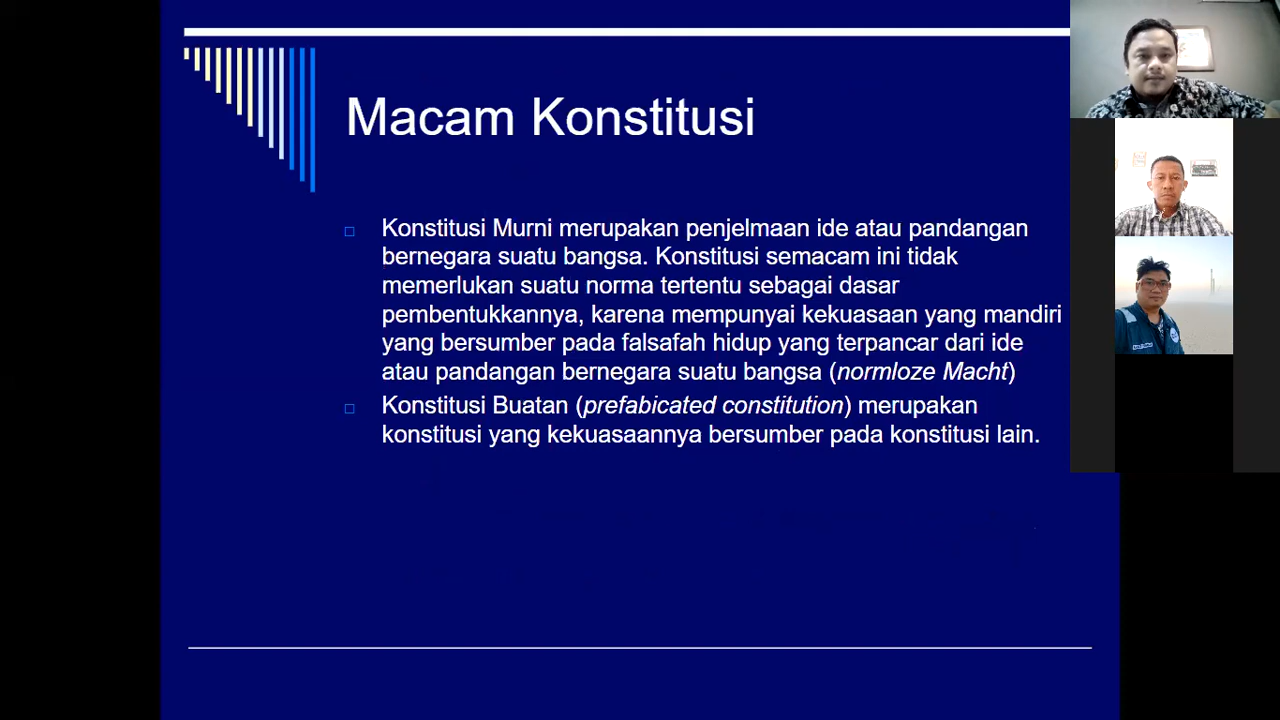 Macam Konstitusi
Konstitusi Murni merupakan penjelmaan ide atau pandangan
bernegara suatu bangsa. Konstitusi semacam ini tidak
memerlukan suatu norma tertentu sebagai dasar
pembentukkannya, karena mempunyai kekuasaan yang mandiri
yang bersumber pada falsafah hidup yang terpancar dari ide
atau pandangan bernegara suatu bangsa (normloze Macht)
Konstitusi Buatan (prefabicated constitution) merupakan
konstitusi yang kekuasaannya bersumber pada konstitusi lain.